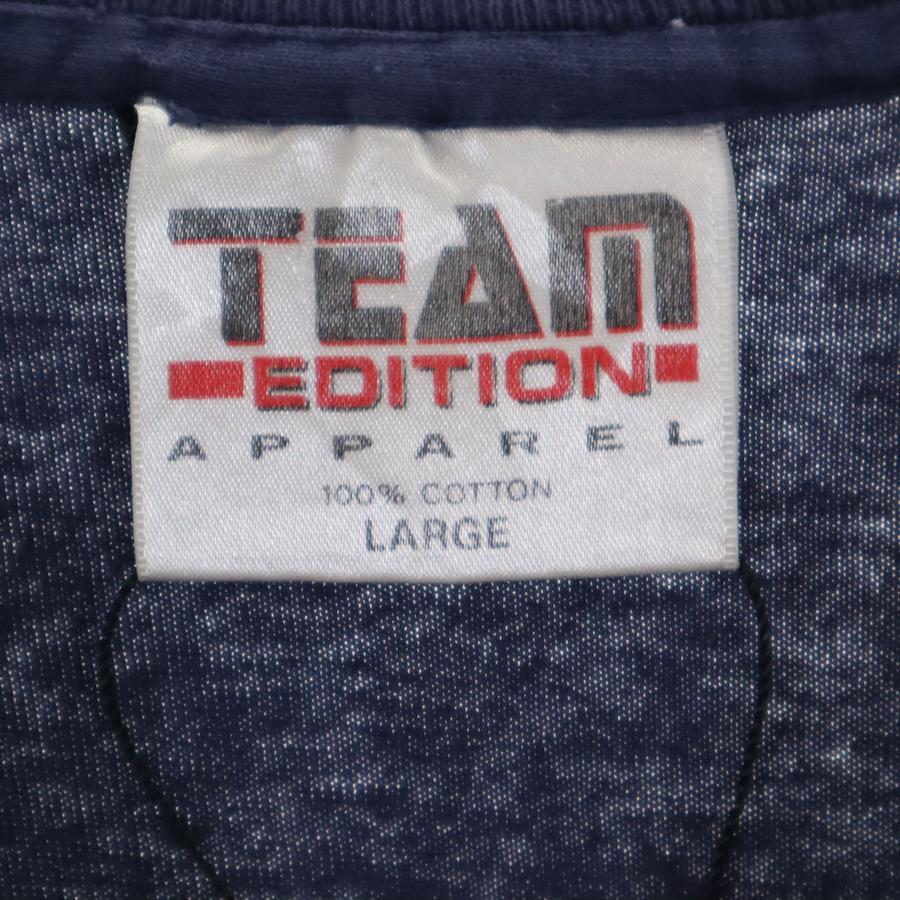 TEAM
EDITION
APPAREL
100% COTTON
LARGE